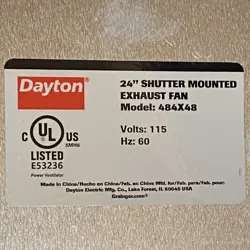 Dayton®
24" SHUTTER MOUNTED
EXHAUST FAN
Model: 484X48
Volts: 115
Hz: 60
C UL US
LISTED
E53236
Power Ventilator
Made in China/Hecho en China/Fab. en Chine Mfd. for/Fab. para/Fab. pour:
Dayton Electric Mfg. Co., Lake Forest, IL 60045 USA
Grainger.com®